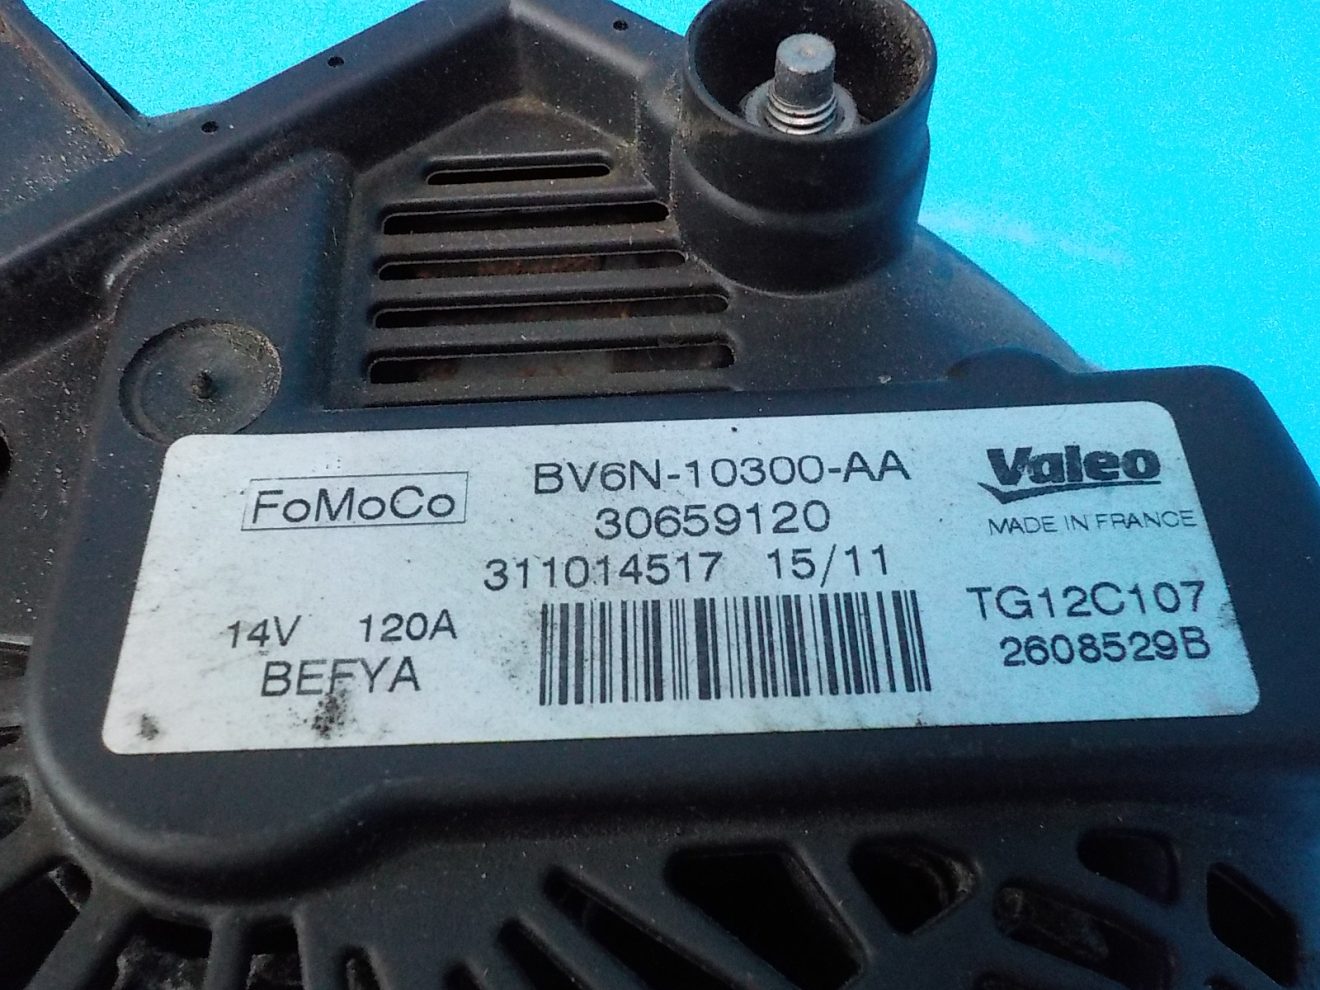 FoMoCo
BV6N-10300-AA
30659120
311014517 15/11
Valeo
MADE IN FRANCE
14V 120A
BEFYA
TG12C107
2608529B